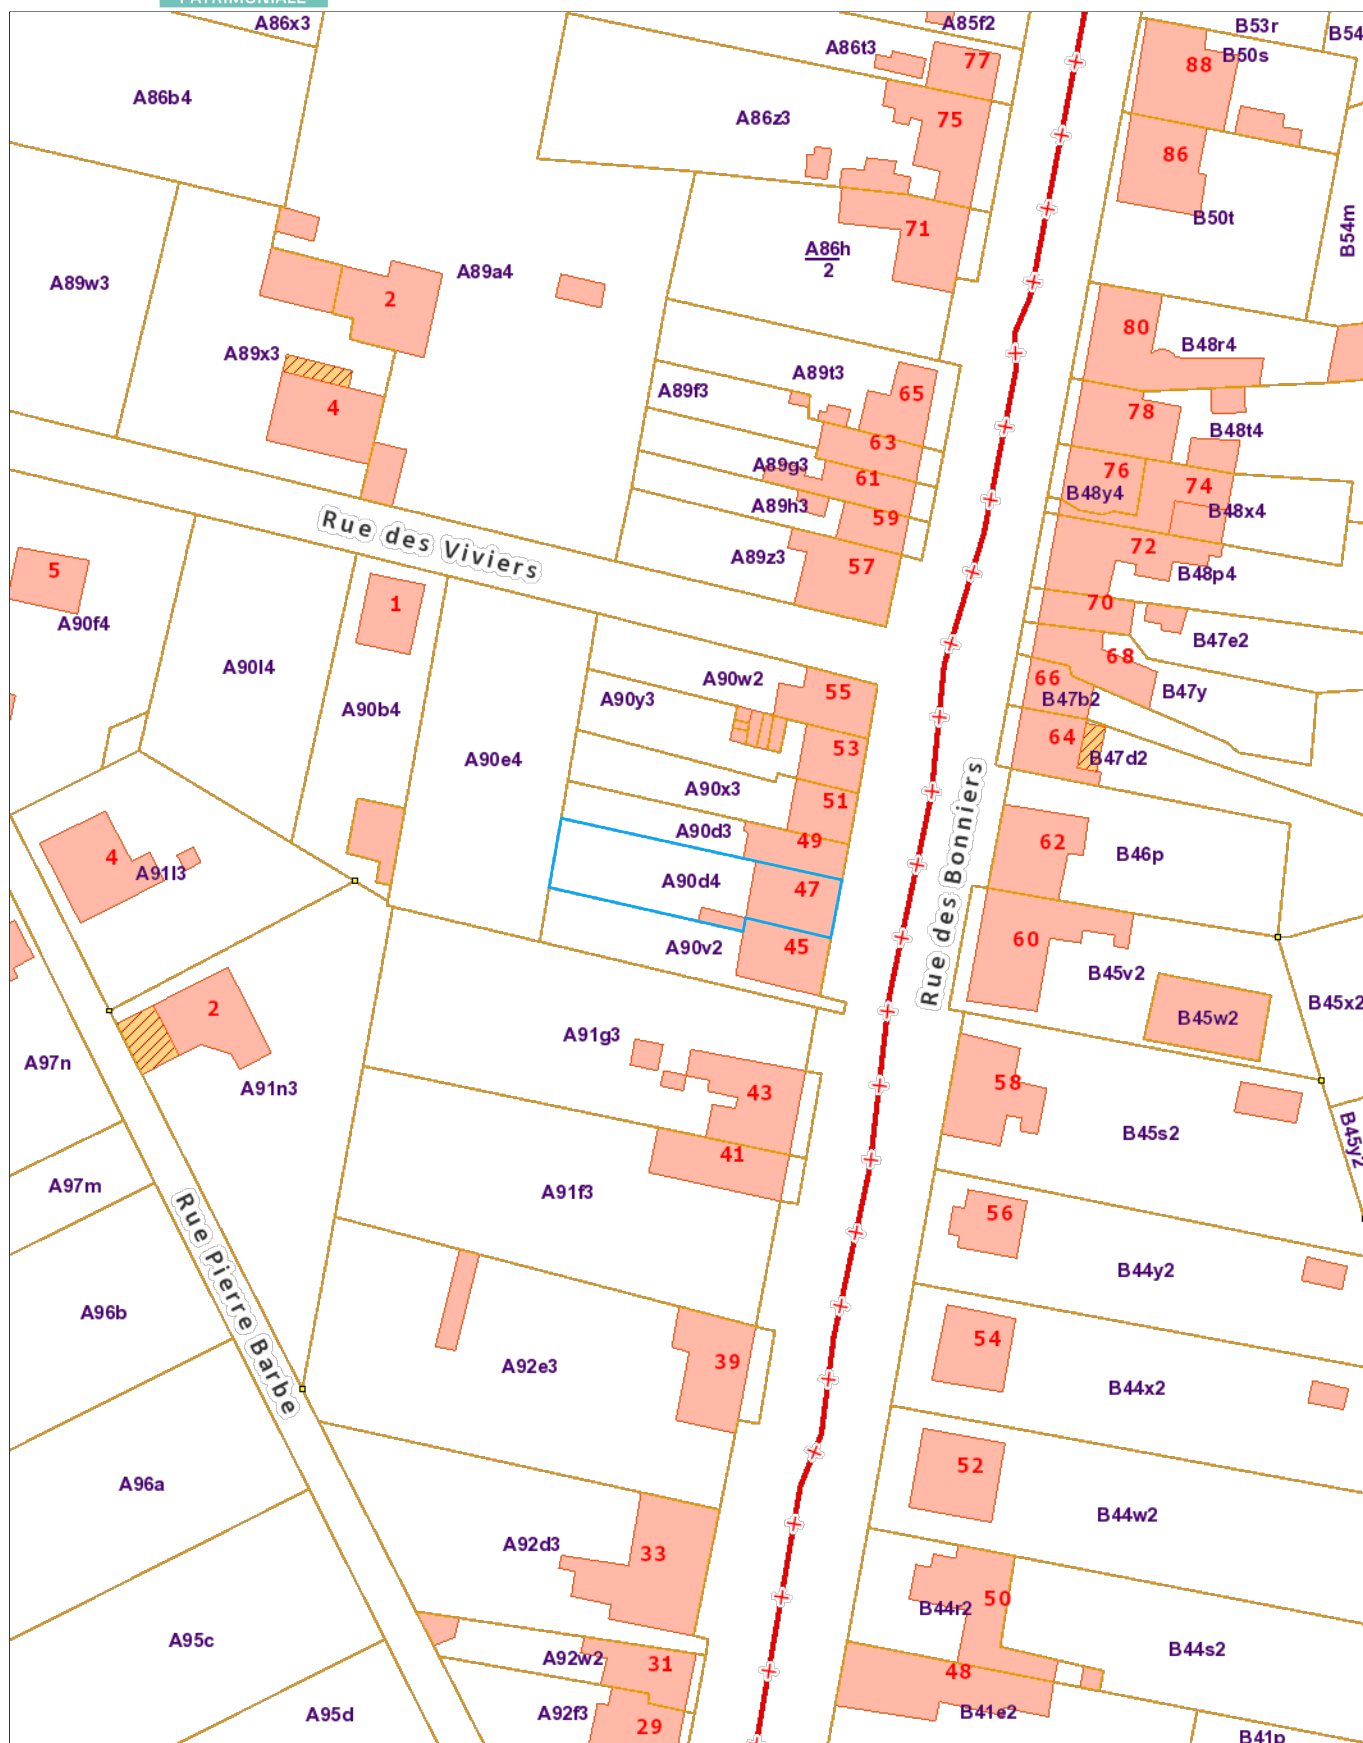 PATRIMONIALE
A86x3
A85f2
B53r
B54
A86t3
77
88
B50s
A86b4
A86z3
75
86
B50t
B54m
71
A86h
2
A89w3
A89a4
2
80
B48r4
A89x3
A89t3
A89f3
65
4
78
B48t4
63
A89g3
61
76
74
B48y4
A89h3
59
B48x4
Rue des Viviers
72
A89z3
57
B48p4
5
1
70
A90f4
B47e2
68
A90l4
A90w2
55
66
B47y
A90y3
B47b2
A90b4
64
53
B47d2
A90e4
A90x3
51
A90d3
49
62
B46p
4
A91l3
A90d4
47
Rue des Bonniers
A90v2
45
60
B45v2
2
B45x2
B45w2
A91g3
A97n
A91n3
43
58
B45s2
B45y2
41
A97m
A91f3
56
Rue Pierre Barbe
B44y2
A96b
A92e3
39
54
B44x2
A96a
52
B44w2
A92d3
33
50
B44r2
A95c
A92w2
31
B44s2
48
A95d
A92f3
29
B41e2
B41p